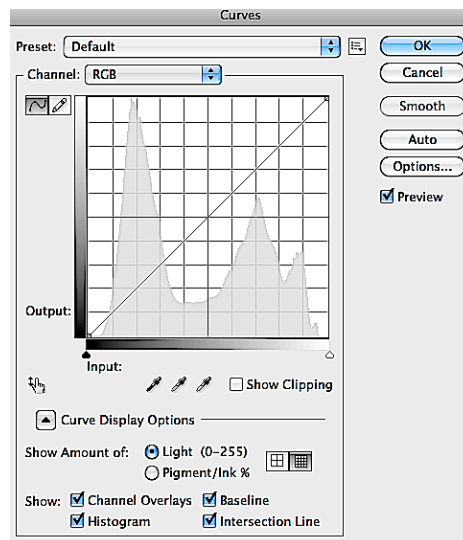 Curves
Preset: Default
OK
Channel: RGB
Cancel
Smooth
Auto
Options...
Preview
Output:
Input:
Show Clipping
Curve Display Options
Show Amount of: Light (0-255)
Pigment/Ink %
Show: Channel Overlays Baseline
Histogram Intersection Line